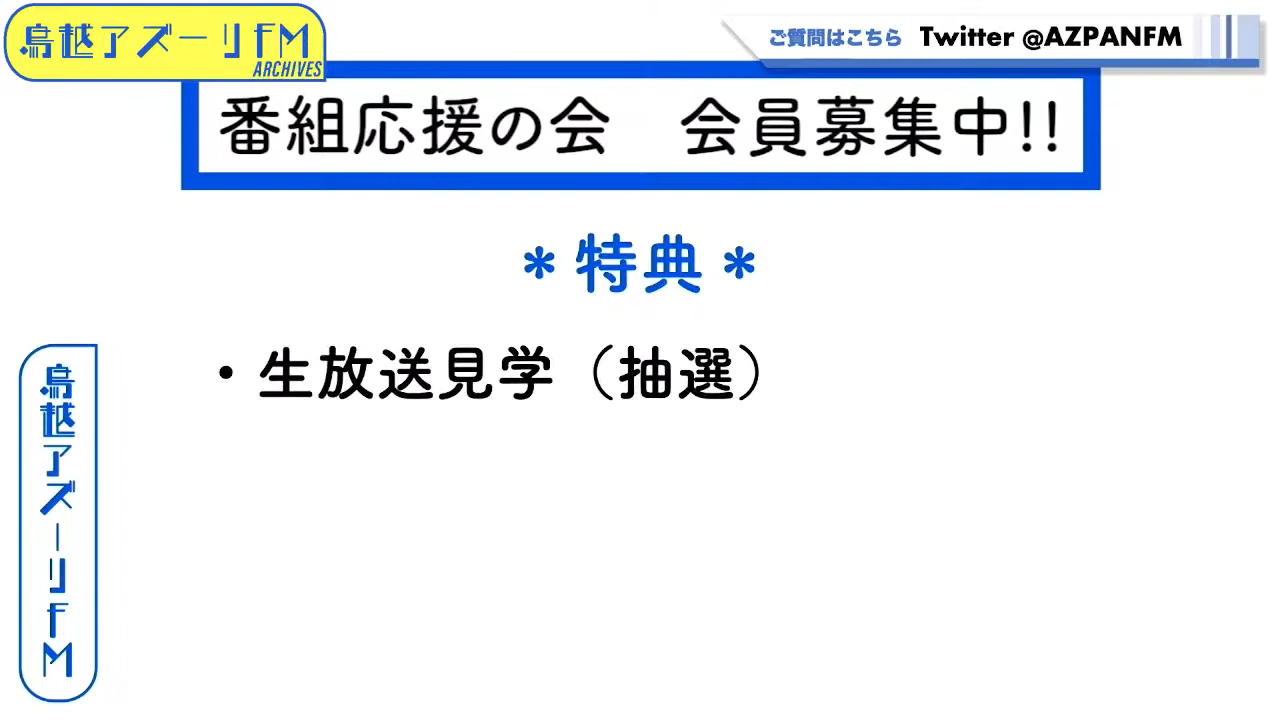 鳥越アズーリFM
ARCHIVES
ご質問はこちら Twitter @AZPANFM
番組応援の会 会員募集中!!
*特典*
・生放送見学（抽選）
鳥越アズーリFM